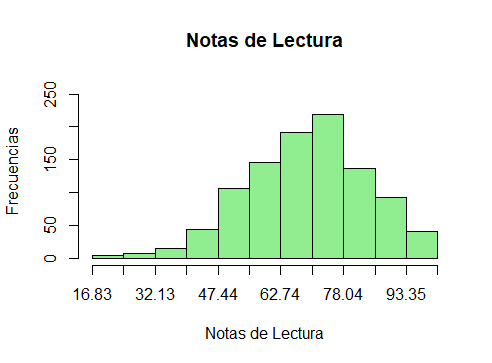 Notas de Lectura
Frecuencias
250
150
50
0
16.83 32.13 47.44 62.74 78.04 93.35
Notas de Lectura